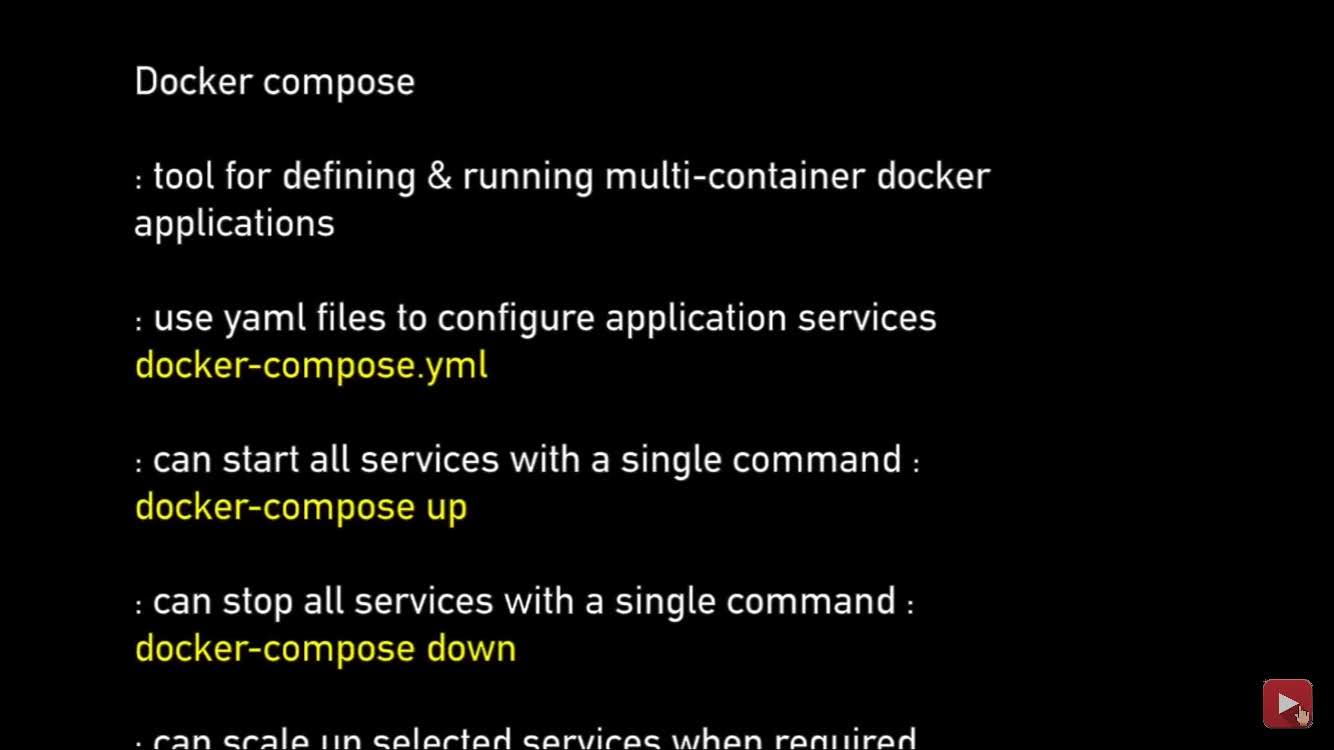 Docker compose
: tool for defining & running multi-container docker
applications
: use yaml files to configure application services
docker-compose.yml
: can start all services with a single command :
docker-compose up
: can stop all services with a single command :
docker-compose down
: can scale up selected services when required